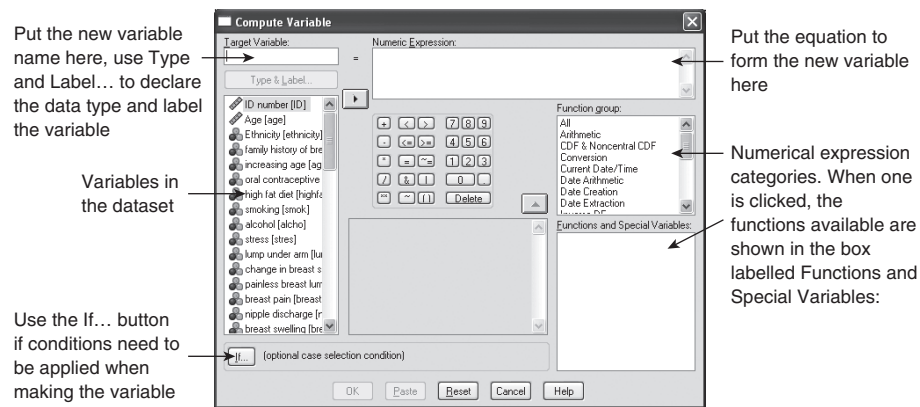 Put the new variable
name here, use Type
and Label... to declare
the data type and label
the variable
Variables in
the dataset
Use the If... button
if conditions need to
be applied when
making the variable
Compute Variable
Target Variable:
=
Numeric Expression:
Type & Label...
ID number [ID]
Age [age]
Ethnicity [ethnicity]
family history of bre
increasing age [ag
oral contraceptive
high fat diet [highfa
smoking [smok]
alcohol [alcho]
stress [stres]
lump under arm [lu
change in breast s
painless breast lum
breast pain [breast
nipple discharge [n
breast swelling [bre
+ < > 7 8 9
- <= >= 4 5 6
* = ~= 1 2 3
/ & | 0 .
** ~ ( ) Delete
Function group:
All
Arithmetic
CDF & Noncentral CDF
Conversion
Current Date/Time
Date Arithmetic
Date Creation
Date Extraction
Inverse DF
Functions and Special Variables:
If... (optional case selection condition)
OK Paste Reset Cancel Help
Put the equation to
form the new variable
here
Numerical expression
categories. When one
is clicked, the
functions available are
shown in the box
labelled Functions and
Special Variables: